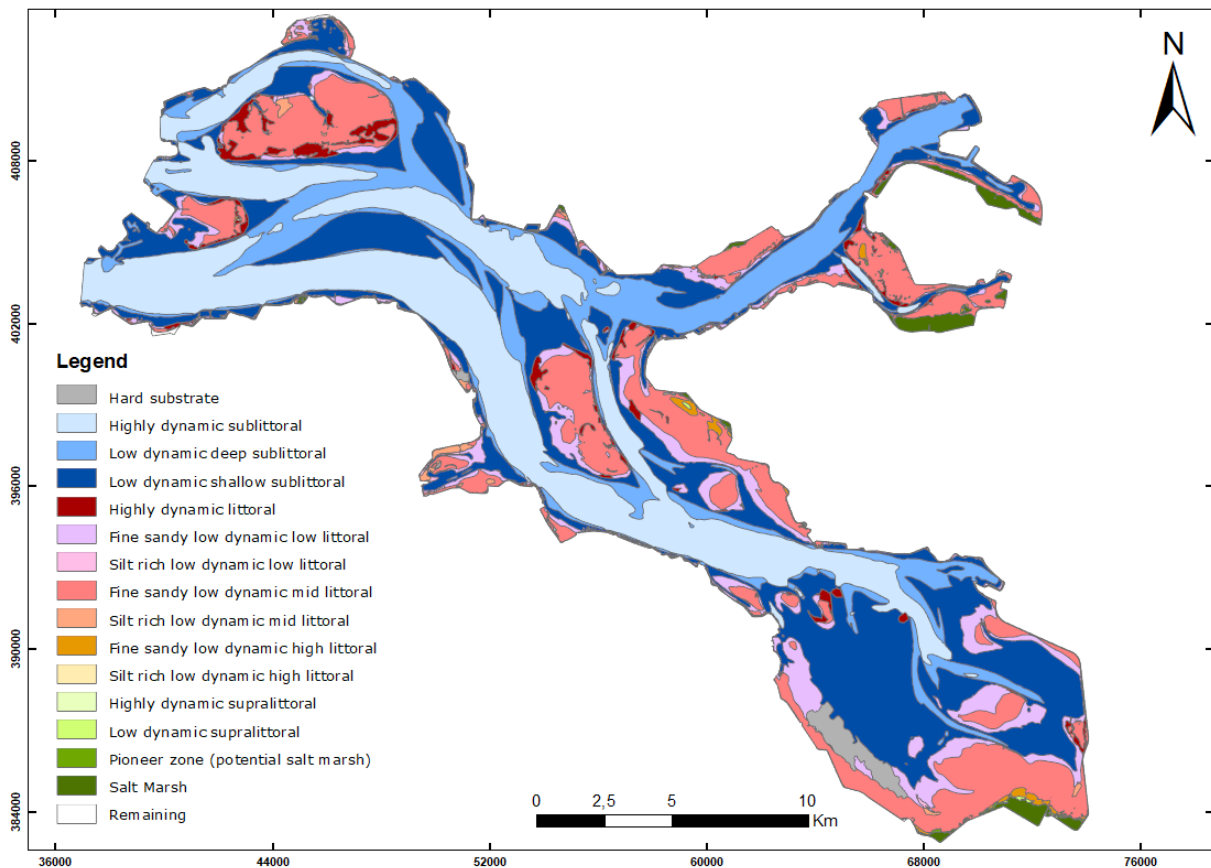 N
408000
402000
396000
390000
384000
Legend
Hard substrate
Highly dynamic sublittoral
Low dynamic deep sublittoral
Low dynamic shallow sublittoral
Highly dynamic littoral
Fine sandy low dynamic low littoral
Silt rich low dynamic low littoral
Fine sandy low dynamic mid littoral
Silt rich low dynamic mid littoral
Fine sandy low dynamic high littoral
Silt rich low dynamic high littoral
Highly dynamic supralittoral
Low dynamic supralittoral
Pioneer zone (potential salt marsh)
Salt Marsh
Remaining
0 2,5 5 10
Km
36000 44000 52000 60000 68000 76000